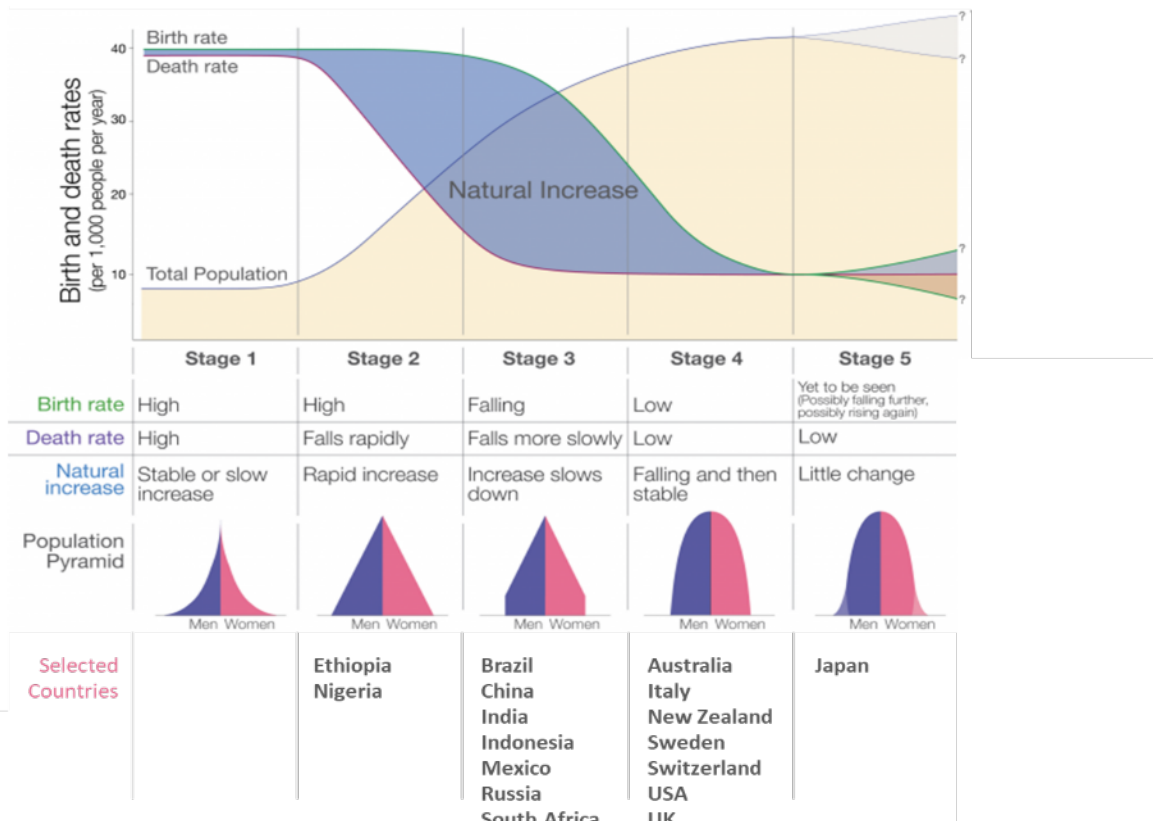 Birth rate
Death rate
Birth and death rates
(per 1,000 people per year)
40
30
20
10
Natural Increase
Total Population
?
?
?
?
Stage 1
Stage 2
Stage 3
Stage 4
Stage 5
Birth rate
High
High
Falling
Low
Yet to be seen
(Possibly falling further,
possibly rising again)
Death rate
High
Falls rapidly
Falls more slowly
Low
Low
Natural
increase
Stable or slow
increase
Rapid increase
Increase slows
down
Falling and then
stable
Little change
Population
Pyramid
Men Women
Men Women
Men Women
Men Women
Men Women
Selected
Countries
Ethiopia
Nigeria
Brazil
China
India
Indonesia
Mexico
Russia
South Africa
Australia
Italy
New Zealand
Sweden
Switzerland
USA
UK
Japan